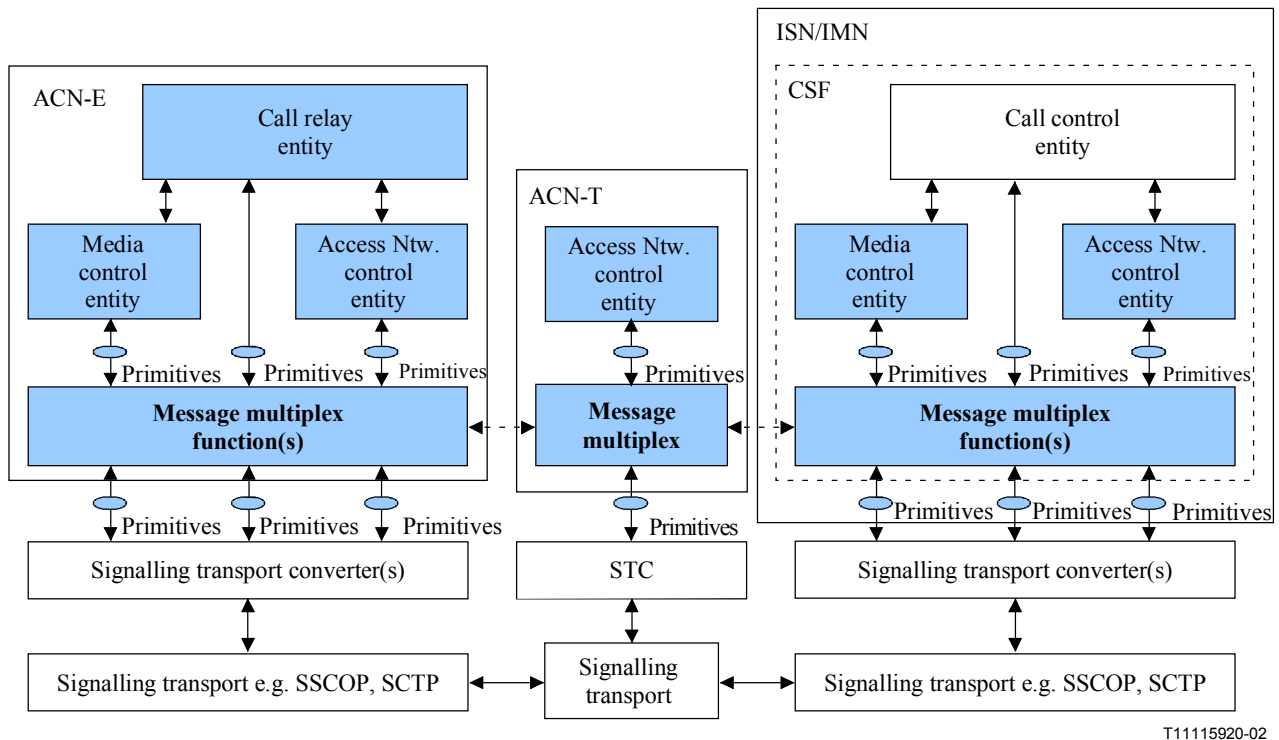 ISN/IMN
ACN-E
CSF
Call relay
entity
Call control
entity
ACN-T
Media
control
entity
Access Ntw.
control
entity
Access Ntw.
control
entity
Media
control
entity
Access Ntw.
control
entity
Primitives
Primitives
Primitives
Primitives
Primitives
Primitives
Primitives
Message multiplex
function(s)
Message
multiplex
Message multiplex
function(s)
Primitives
Primitives
Primitives
Primitives
Primitives
Primitives
Primitives
Signalling transport converter(s)
STC
Signalling transport converter(s)
Signalling transport e.g. SSCOP, SCTP
Signalling
transport
Signalling transport e.g. SSCOP, SCTP
T11115920-02